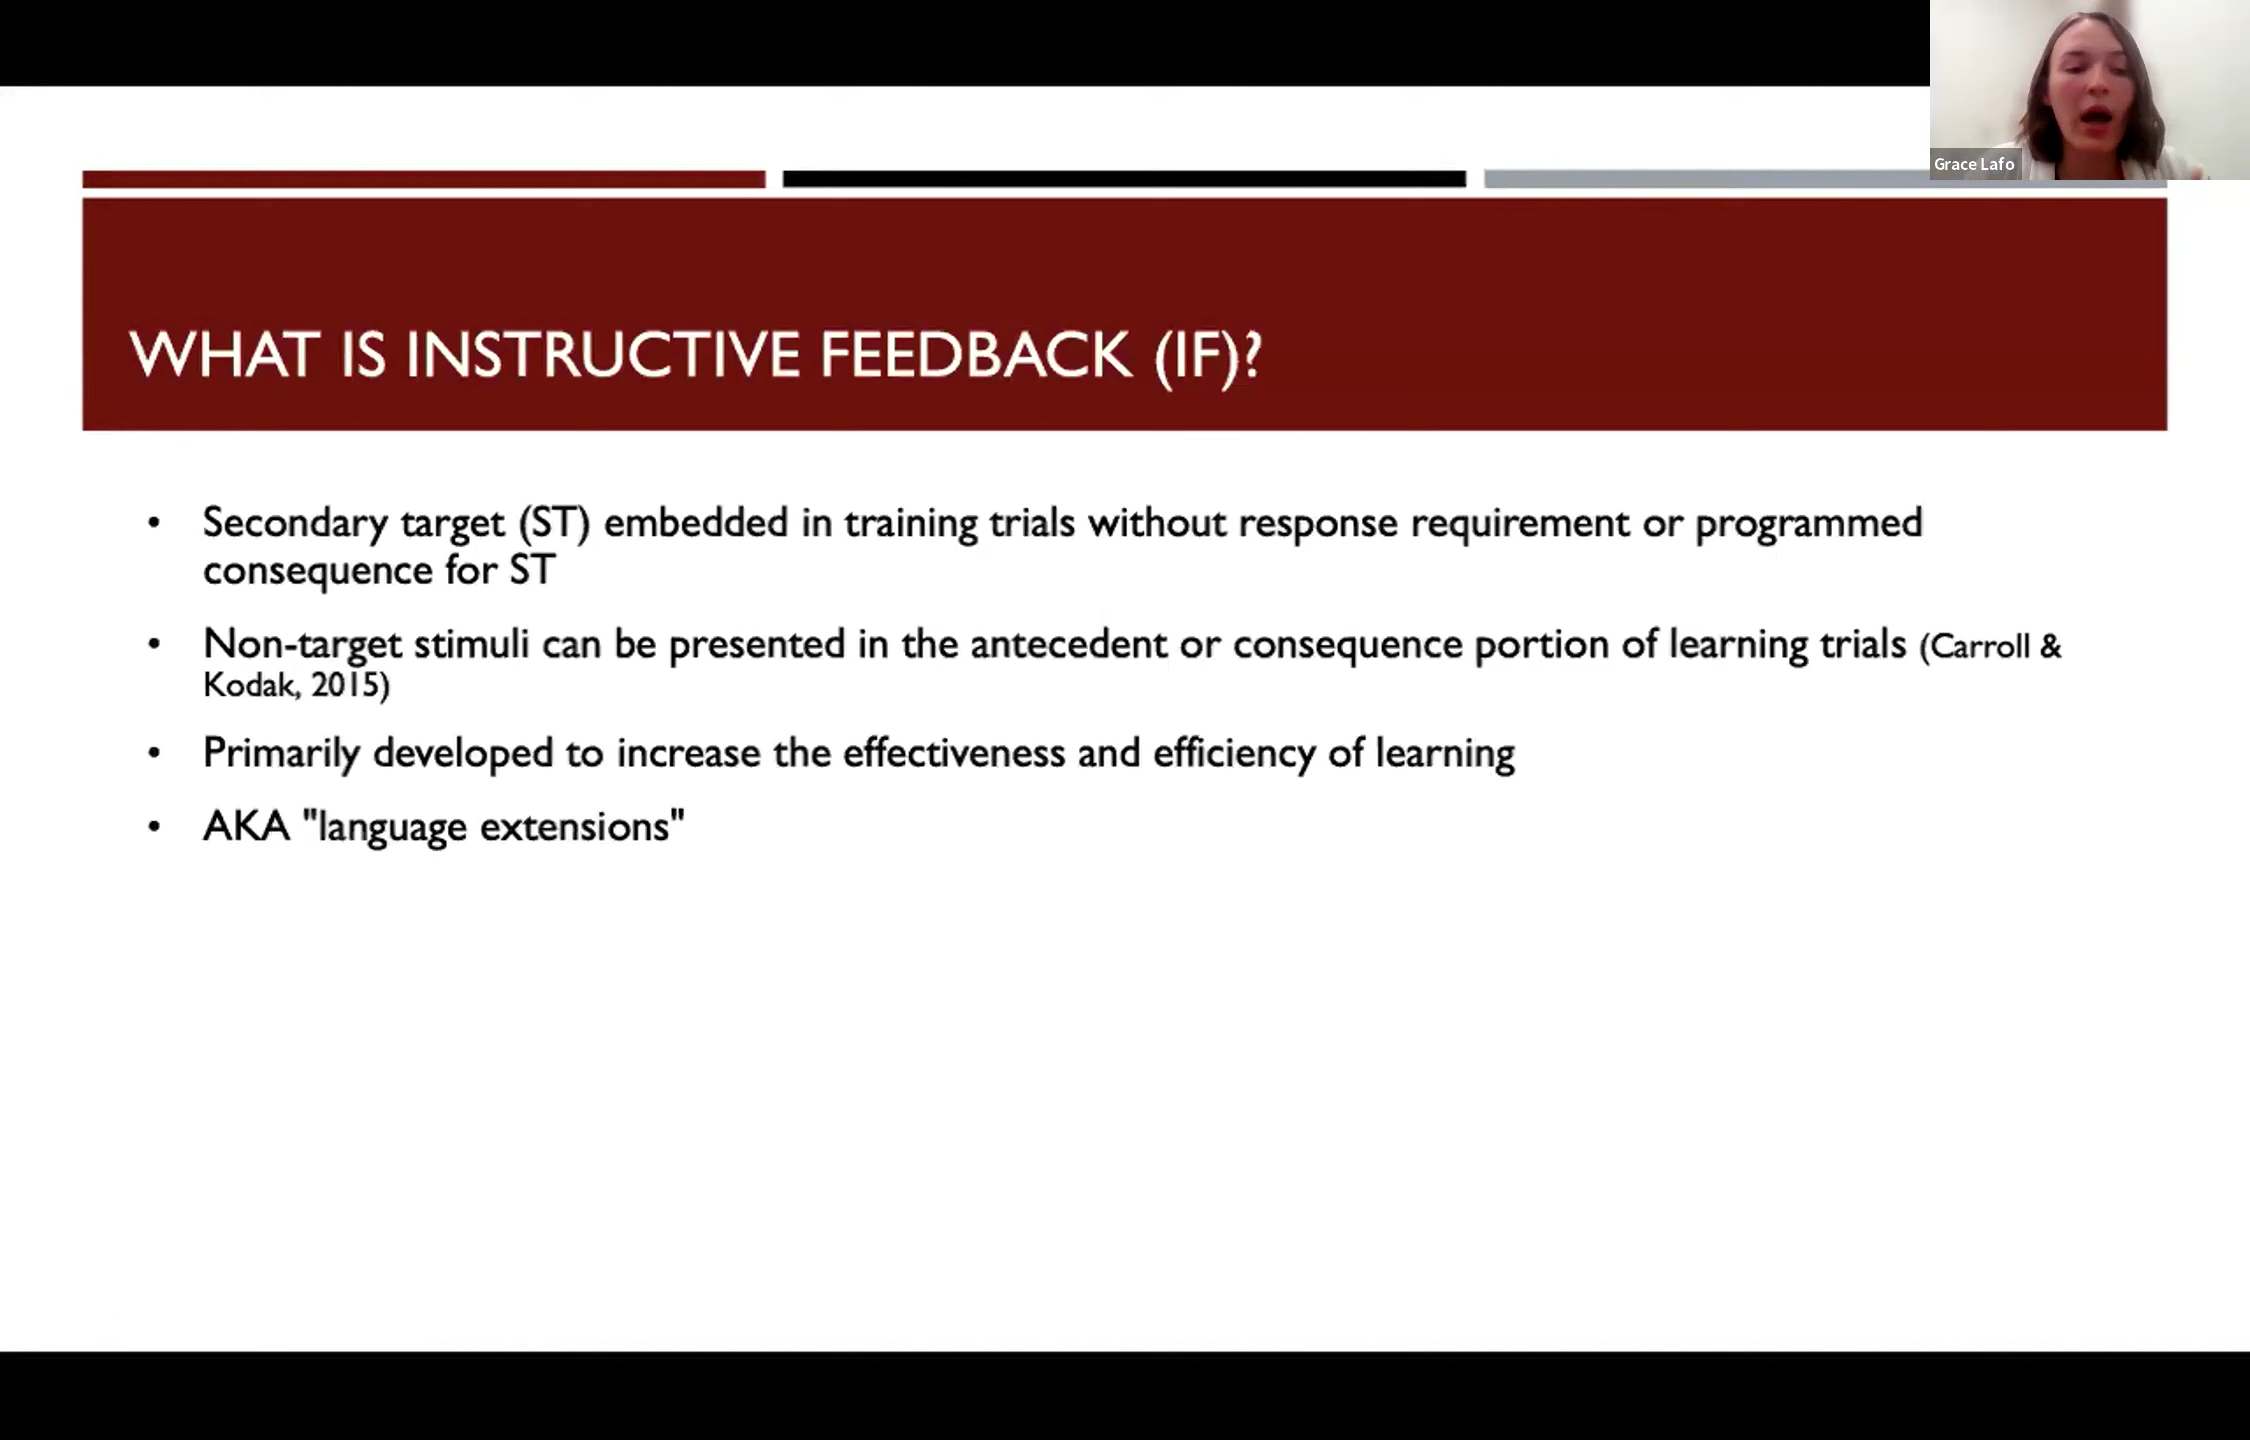 Grace Lafo
WHAT IS INSTRUCTIVE FEEDBACK (IF)?
• Secondary target (ST) embedded in training trials without response requirement or programmed
consequence for ST
• Non-target stimuli can be presented in the antecedent or consequence portion of learning trials (Carroll &
Kodak, 2015)
• Primarily developed to increase the effectiveness and efficiency of learning
• AKA "language extensions"